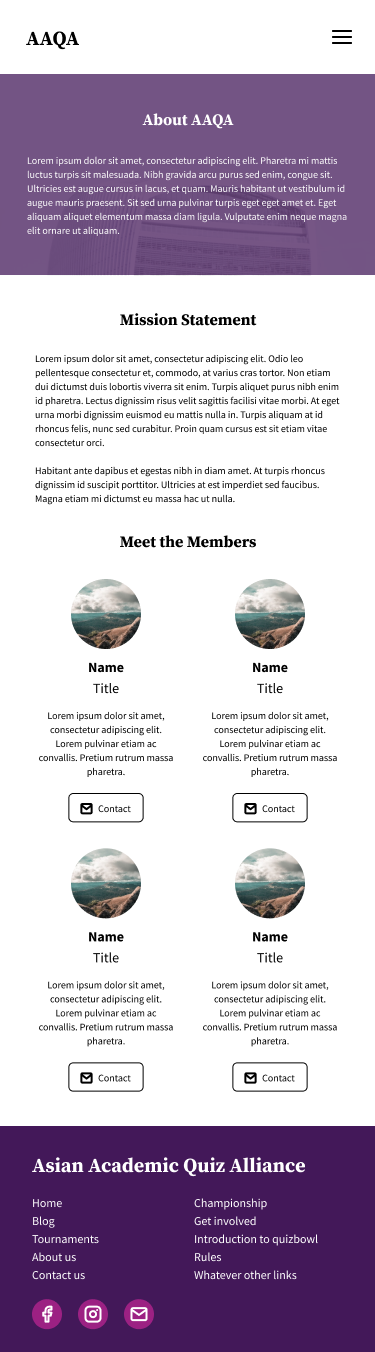 AAQA
About AAQA
Lorem ipsum dolor sit amet, consectetur adipiscing elit. Pharetra mi mattis
luctus turpis sit malesuada. Nibh gravida arcu purus sed enim, congue sit.
Ultricies est augue cursus in lacus, et quam. Mauris habitant ut vestibulum id
augue mauris praesent. Sit sed urna pulvinar turpis eget eget amet et. Eget
aliquam aliquet elementum massa diam ligula. Vulputate enim neque magna
elit ornare ut aliquam.
Mission Statement
Lorem ipsum dolor sit amet, consectetur adipiscing elit. Odio leo
pellentesque consectetur et, commodo, at varius cras tortor. Non etiam
dui dictumst duis lobortis viverra sit enim. Turpis aliquet purus nibh enim
id pharetra. Lectus dignissim risus velit sagittis facilisi vitae morbi. At eget
urna morbi dignissim euismod eu mattis nulla in. Turpis aliquam at id
rhoncus felis, nunc sed curabitur. Proin quam cursus est sit etiam vitae
consectetur orci.
Habitant ante dapibus et egestas nibh in diam amet. At turpis rhoncus
dignissim id suscipit porttitor. Ultricies at est imperdiet sed faucibus.
Magna etiam mi dictumst eu massa hac ut nulla.
Meet the Members
Name
Title
Lorem ipsum dolor sit amet,
consectetur adipiscing elit.
Lorem pulvinar etiam ac
convallis. Pretium rutrum massa
pharetra.
Contact
Name
Title
Lorem ipsum dolor sit amet,
consectetur adipiscing elit.
Lorem pulvinar etiam ac
convallis. Pretium rutrum massa
pharetra.
Contact
Name
Title
Lorem ipsum dolor sit amet,
consectetur adipiscing elit.
Lorem pulvinar etiam ac
convallis. Pretium rutrum massa
pharetra.
Contact
Name
Title
Lorem ipsum dolor sit amet,
consectetur adipiscing elit.
Lorem pulvinar etiam ac
convallis. Pretium rutrum massa
pharetra.
Contact
Asian Academic Quiz Alliance
Home
Blog
Tournaments
About us
Contact us
Championship
Get involved
Introduction to quizbowl
Rules
Whatever other links